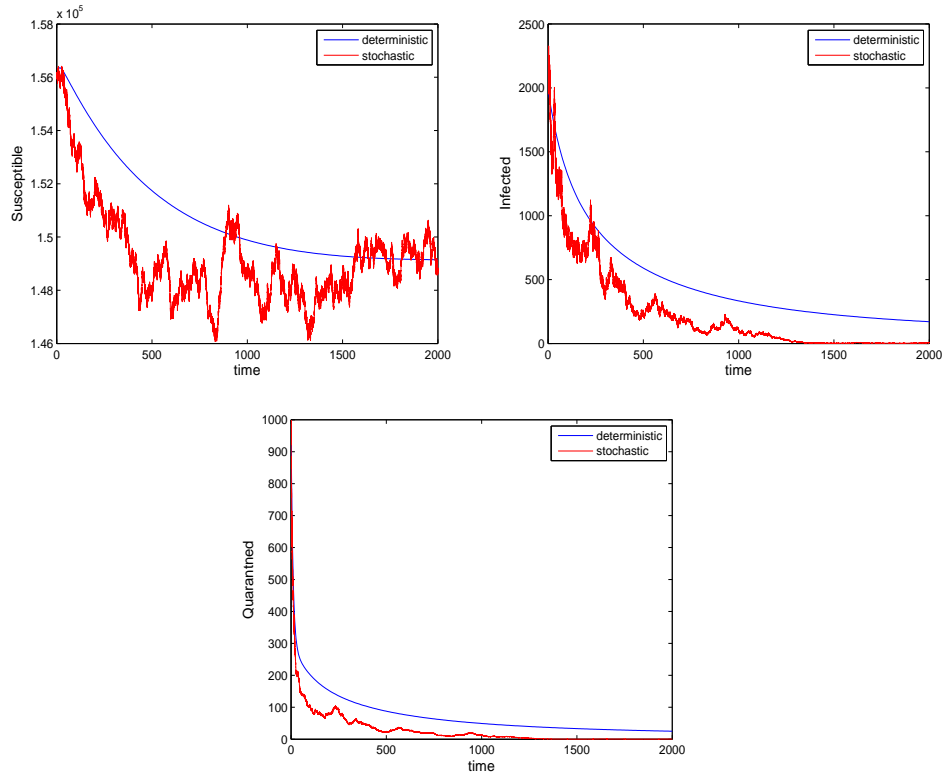 x 10^5
1.58
1.56
1.54
1.52
1.5
1.48
1.46
0 500 1000 1500 2000
time
Susceptible
deterministic
stochastic
2500
2000
1500
1000
500
0
0 500 1000 1500 2000
time
Infected
deterministic
stochastic
1000
900
800
700
600
500
400
300
200
100
0
0 500 1000 1500 2000
time
Quarantned
deterministic
stochastic